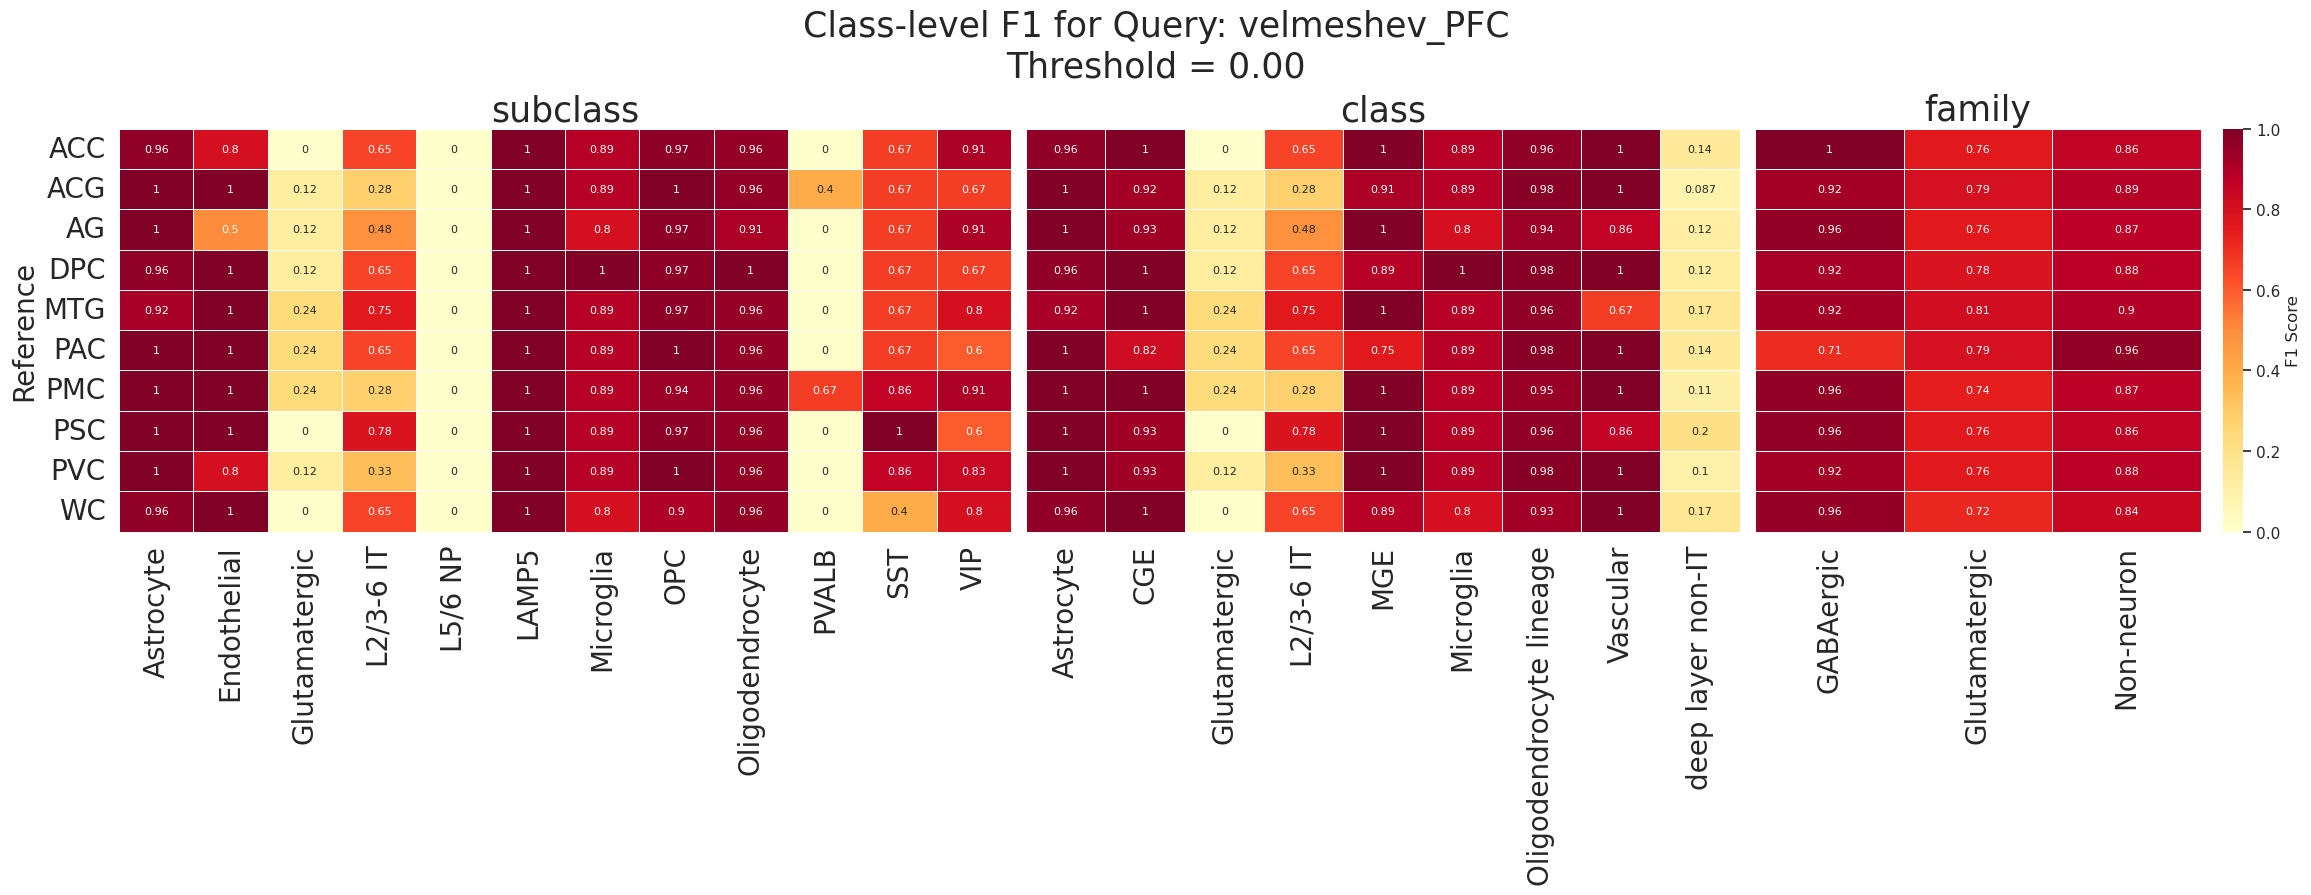 Class-level F1 for Query: velmeshev_PFC
Threshold = 0.00
subclass class family
Reference
ACC 0.96 0.8 0 0.65 0 1 0.89 0.97 0.96 0 0.67 0.91 0.96 1 0 0.65 1 0.89 0.96 1 0.14 1 0.76 0.86
ACG 1 1 0.12 0.28 0 1 0.89 1 0.96 0.4 0.67 0.67 1 0.92 0.12 0.28 0.91 0.89 0.98 1 0.087 0.92 0.79 0.89
AG 1 0.5 0.12 0.48 0 1 0.8 0.97 0.91 0 0.67 0.91 1 0.93 0.12 0.48 1 0.8 0.94 0.86 0.12 0.96 0.76 0.87
DPC 0.96 1 0.12 0.65 0 1 1 0.97 1 0 0.67 0.67 0.96 1 0.12 0.65 0.89 1 0.98 1 0.12 0.92 0.78 0.88
MTG 0.92 1 0.24 0.75 0 1 0.89 0.97 0.96 0 0.67 0.8 0.92 1 0.24 0.75 1 0.89 0.96 0.67 0.17 0.92 0.81 0.9
PAC 1 1 0.24 0.65 0 1 0.89 1 0.96 0 0.67 0.6 1 0.82 0.24 0.65 0.75 0.89 0.98 1 0.14 0.71 0.79 0.96
PMC 1 1 0.24 0.28 0 1 0.89 0.94 0.96 0.67 0.86 0.91 1 1 0.24 0.28 1 0.89 0.95 1 0.11 0.96 0.74 0.87
PSC 1 1 0 0.78 0 1 0.89 0.97 0.96 0 1 0.6 1 0.93 0 0.78 1 0.89 0.96 0.86 0.2 0.96 0.76 0.86
PVC 1 0.8 0.12 0.33 0 1 0.89 1 0.96 0 0.86 0.83 1 0.93 0.12 0.33 1 0.89 0.98 1 0.1 0.92 0.76 0.88
WC 0.96 1 0 0.65 0 1 0.8 0.9 0.96 0 0.4 0.8 0.96 1 0 0.65 0.89 0.8 0.93 1 0.17 0.96 0.72 0.84
Astrocyte
Endothelial
Glutamatergic
L2/3-6 IT
L5/6 NP
LAMP5
Microglia
OPC
Oligodendrocyte
PVALB
SST
VIP
Astrocyte
CGE
Glutamatergic
L2/3-6 IT
MGE
Microglia
Oligodendrocyte lineage
Vascular
deep layer non-IT
GABAergic
Glutamatergic
Non-neuron
1.0
0.8
0.6
0.4
0.2
0.0
F1 Score